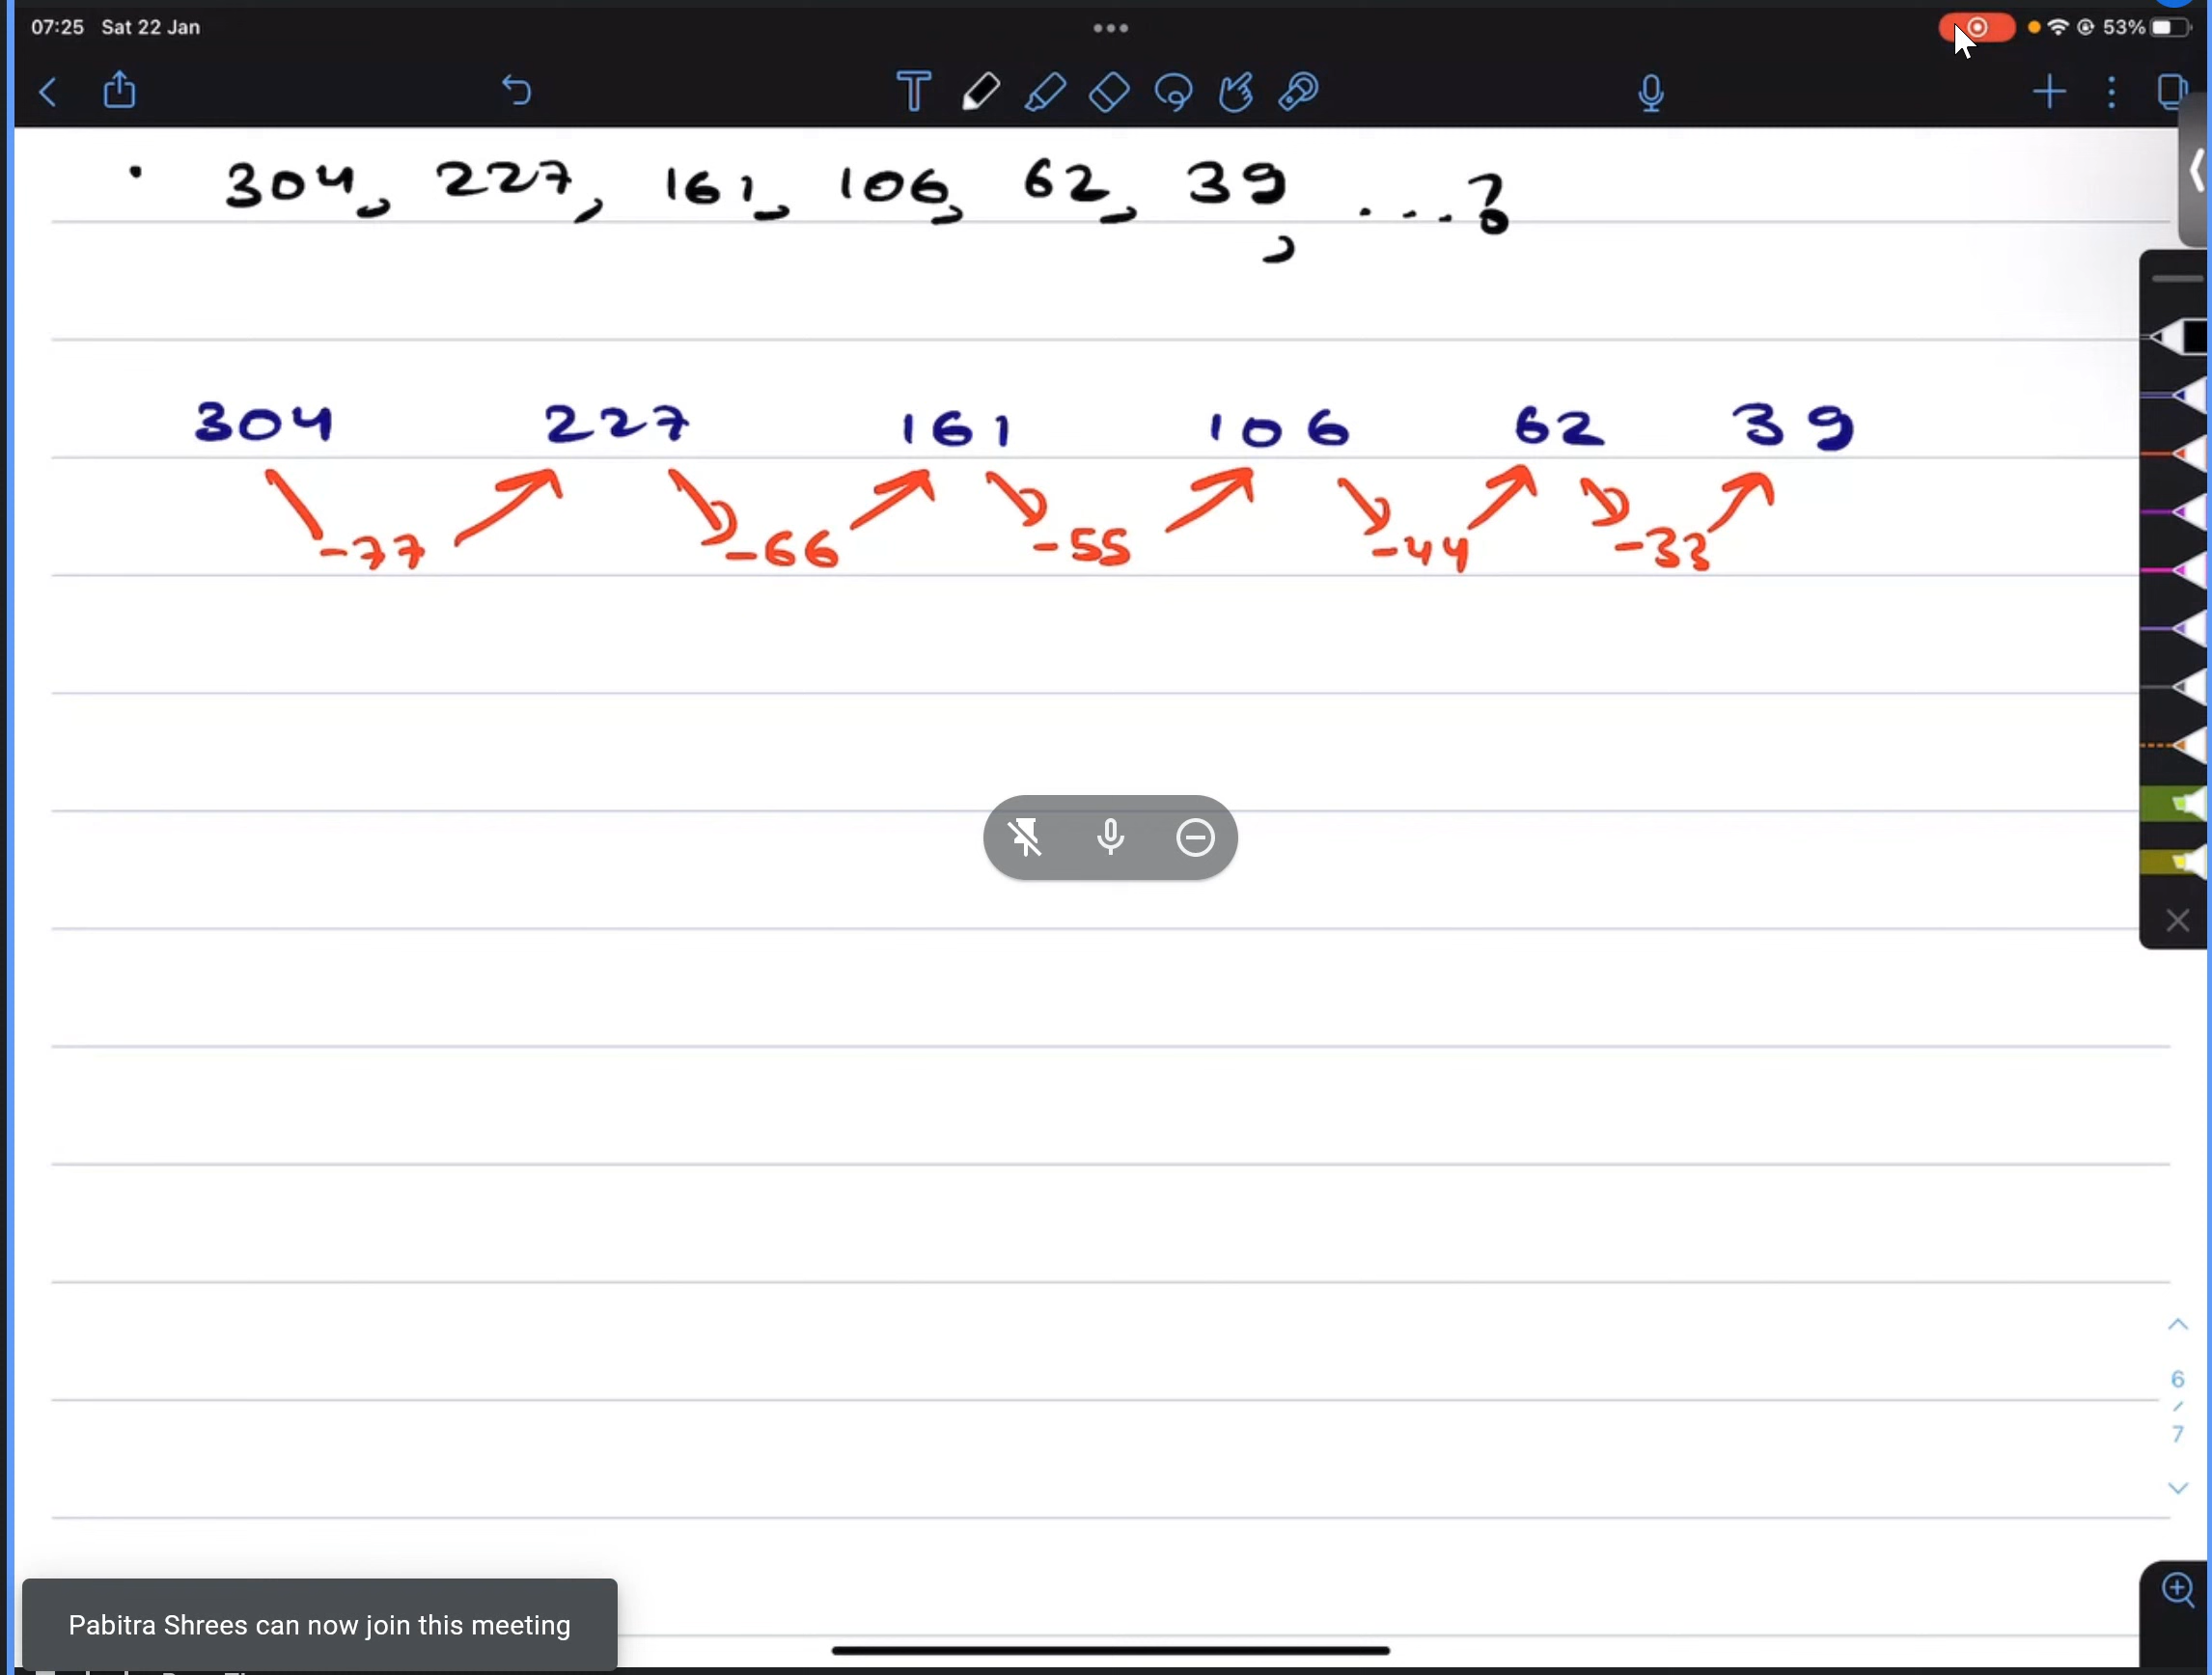 07:25 Sat 22 Jan
53%
T
304, 227, 161, 106, 62, 39, ...?
304 227 161 106 62 39
-77 -66 -55 -44 -33
6
/
7
Pabitra Shrees can now join this meeting